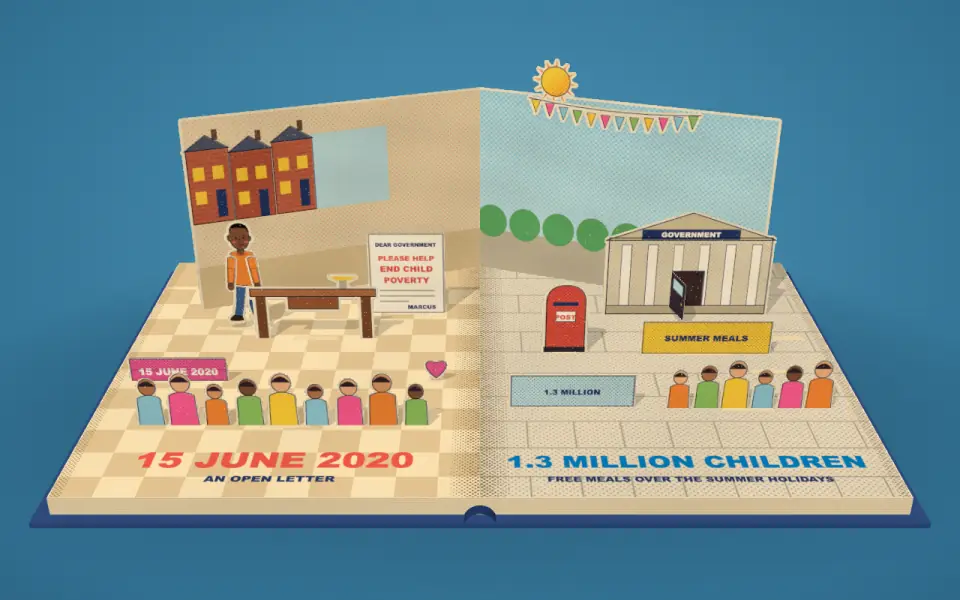 DEAR GOVERNMENT
PLEASE HELP
END CHILD
POVERTY
MARCUS
15 JUNE 2020
15 JUNE 2020
AN OPEN LETTER
GOVERNMENT
POST
SUMMER MEALS
1.3 MILLION
1.3 MILLION CHILDREN
FREE MEALS OVER THE SUMMER HOLIDAYS